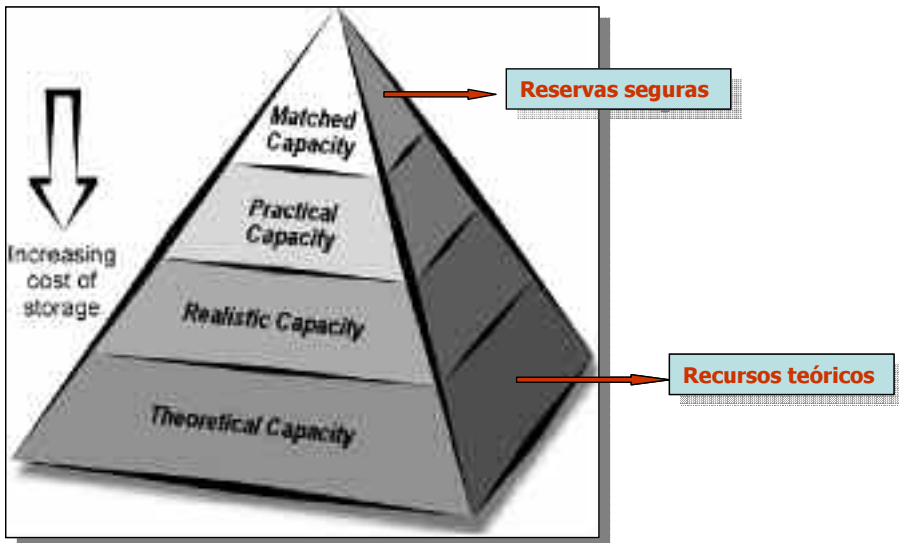 Reservas seguras
Matched
Capacity
Practical
Capacity
Increasing
cost of
storage
Realistic Capacity
Recursos teóricos
Theoretical Capacity